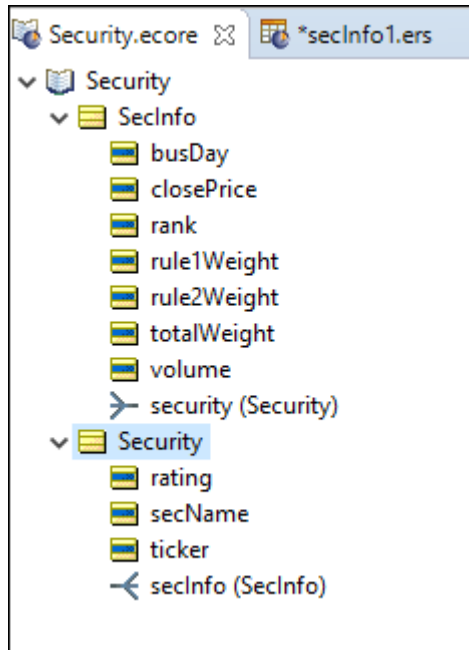 Security.ecore *secInfo1.ers
Security
SecInfo
busDay
closePrice
rank
rule1Weight
rule2Weight
totalWeight
volume
security (Security)
Security
rating
secName
ticker
secInfo (SecInfo)